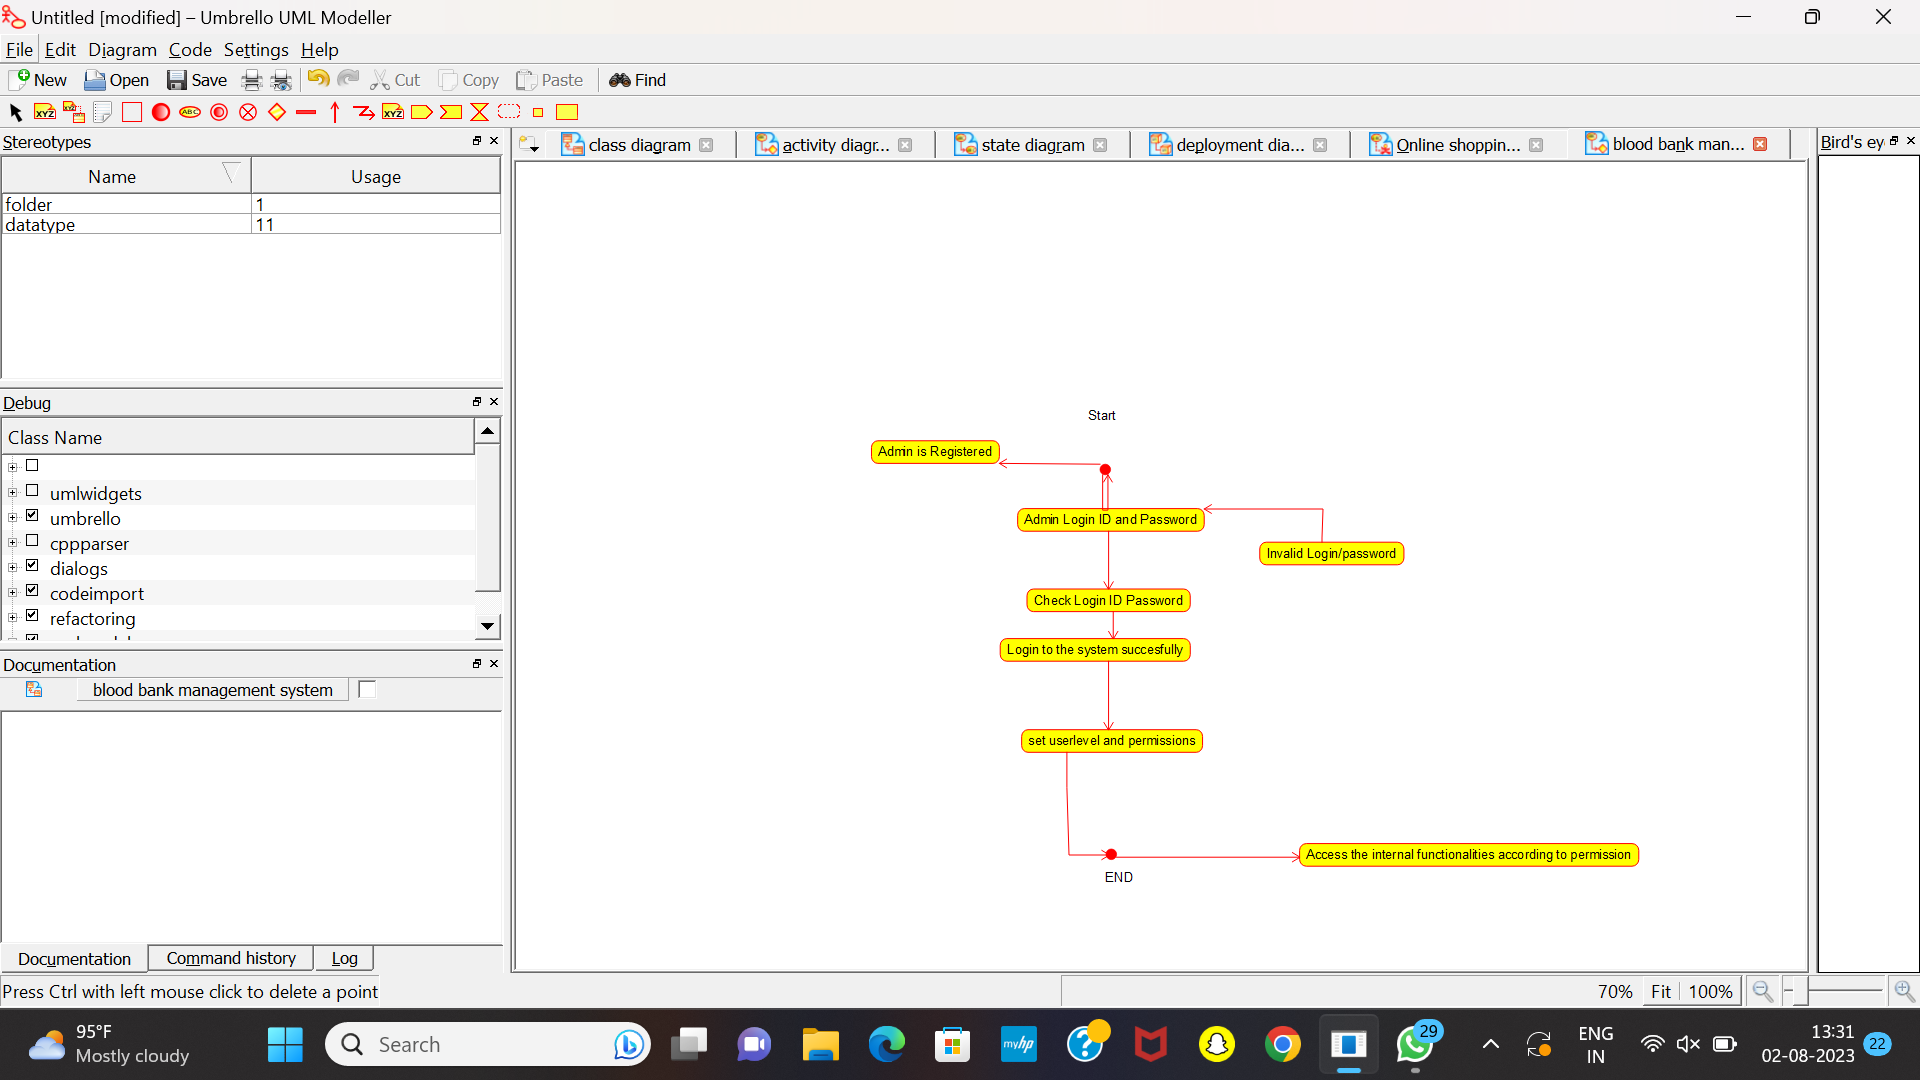 Untitled [modified] – Umbrello UML Modeller
File Edit Diagram Code Settings Help
New Open Save Cut Copy Paste Find
XYZ XYZ ABC XYZ
Stereotypes
Name Usage
folder 1
datatype 11
Debug
Class Name
umlwidgets
umbrello
cppparser
dialogs
codeimport
refactoring
Documentation
blood bank management system
Documentation Command history Log
Press Ctrl with left mouse click to delete a point
class diagram activity diagr... state diagram deployment dia... Online shoppin... blood bank man...
Bird's ey
Start
Admin is Registered
Admin Login ID and Password
Invalid Login/password
Check Login ID Password
Login to the system succesfully
set userlevel and permissions
Access the internal functionalities according to permission
END
70% Fit 100%
95°F
Mostly cloudy
Search
myhp
29
ENG
IN
13:31
02-08-2023
22